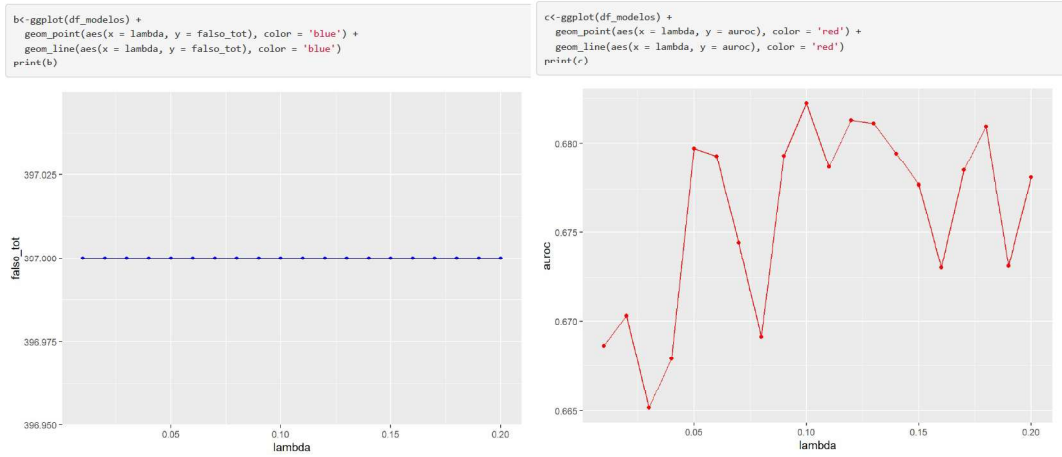 b<-ggplot(df_modelos) +
geom_point(aes(x = lambda, y = falso_tot), color = 'blue') +
geom_line(aes(x = lambda, y = falso_tot), color = 'blue')
print(b)
397.025
397.000
396.975
396.950
falso_tot
0.05 0.10 0.15 0.20
lambda
c<-ggplot(df_modelos) +
geom_point(aes(x = lambda, y = auroc), color = 'red') +
geom_line(aes(x = lambda, y = auroc), color = 'red')
print(c)
0.680
0.675
0.670
0.665
auroc
0.05 0.10 0.15 0.20
lambda